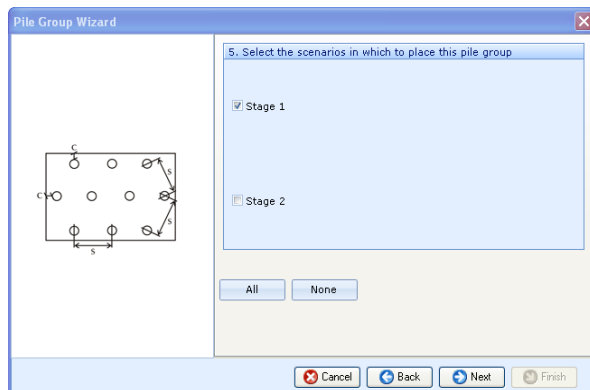 Pile Group Wizard
5. Select the scenarios in which to place this pile group
Stage 1
C
S
C
S
S
Stage 2
All
None
Cancel
Back
Next
Finish